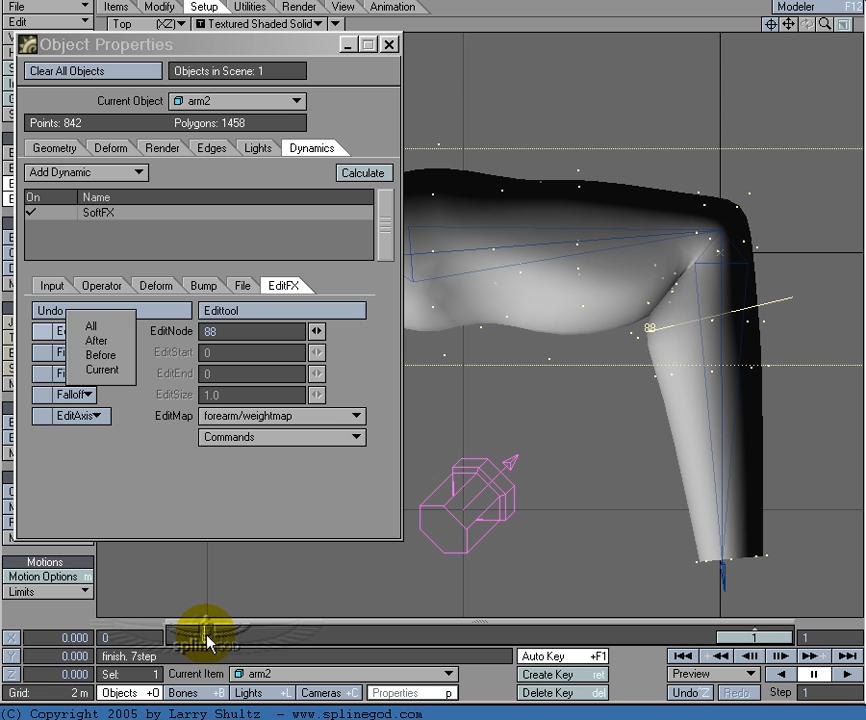 File
Items Modify Setup Utilities Render View Animation
Modeler F12
Edit
Top (XZ) Textured Shaded Solid
Object Properties
Clear All Objects
Objects in Scene: 1
Current Object arm2
Points: 842 Polygons: 1458
Geometry Deform Render Edges Lights Dynamics
Add Dynamic
Calculate
On Name
SoftFX
Input Operator Deform Bump File EditFX
Undo
Edittool
All
After
Before
Current
EditNode 88
EditStart 0
EditEnd 0
Falloff
EditSize 1.0
EditAxis
EditMap forearm/weightmap
Commands
88
Motions
Motion Options m
Limits
X 0.000
0
1
1
Y 0.000
finish. 7step
Auto Key +F1
Z 0.000
Sel: 1
Current Item arm2
Create Key ret
Preview
Grid: 2 m
Objects +O
Bones +B
Lights +L
Cameras +C
Properties p
Delete Key del
Undo Z
Redo
Step 1
(C) Copyright 2005 by Larry Shultz - www.splinegod.com